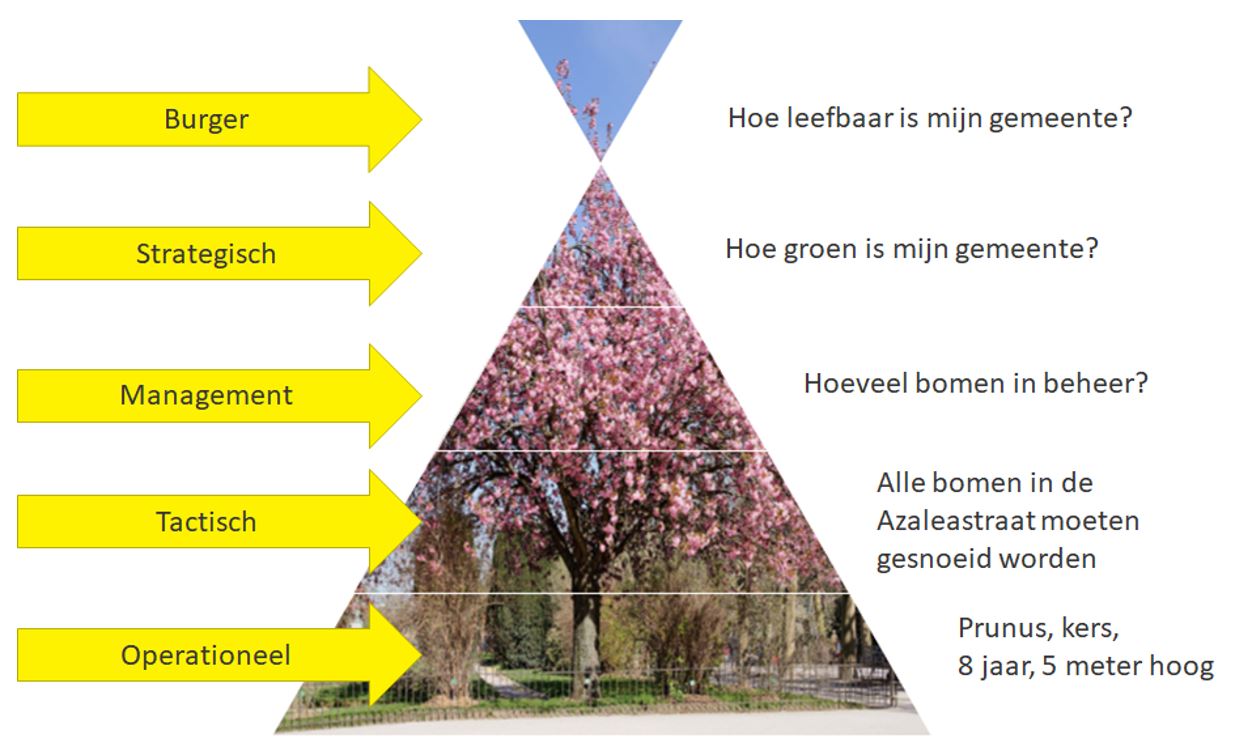 Burger
Hoe leefbaar is mijn gemeente?
Strategisch
Hoe groen is mijn gemeente?
Management
Hoeveel bomen in beheer?
Tactisch
Alle bomen in de
Azaleastraat moeten
gesnoeid worden
Operationeel
Prunus, kers,
8 jaar, 5 meter hoog